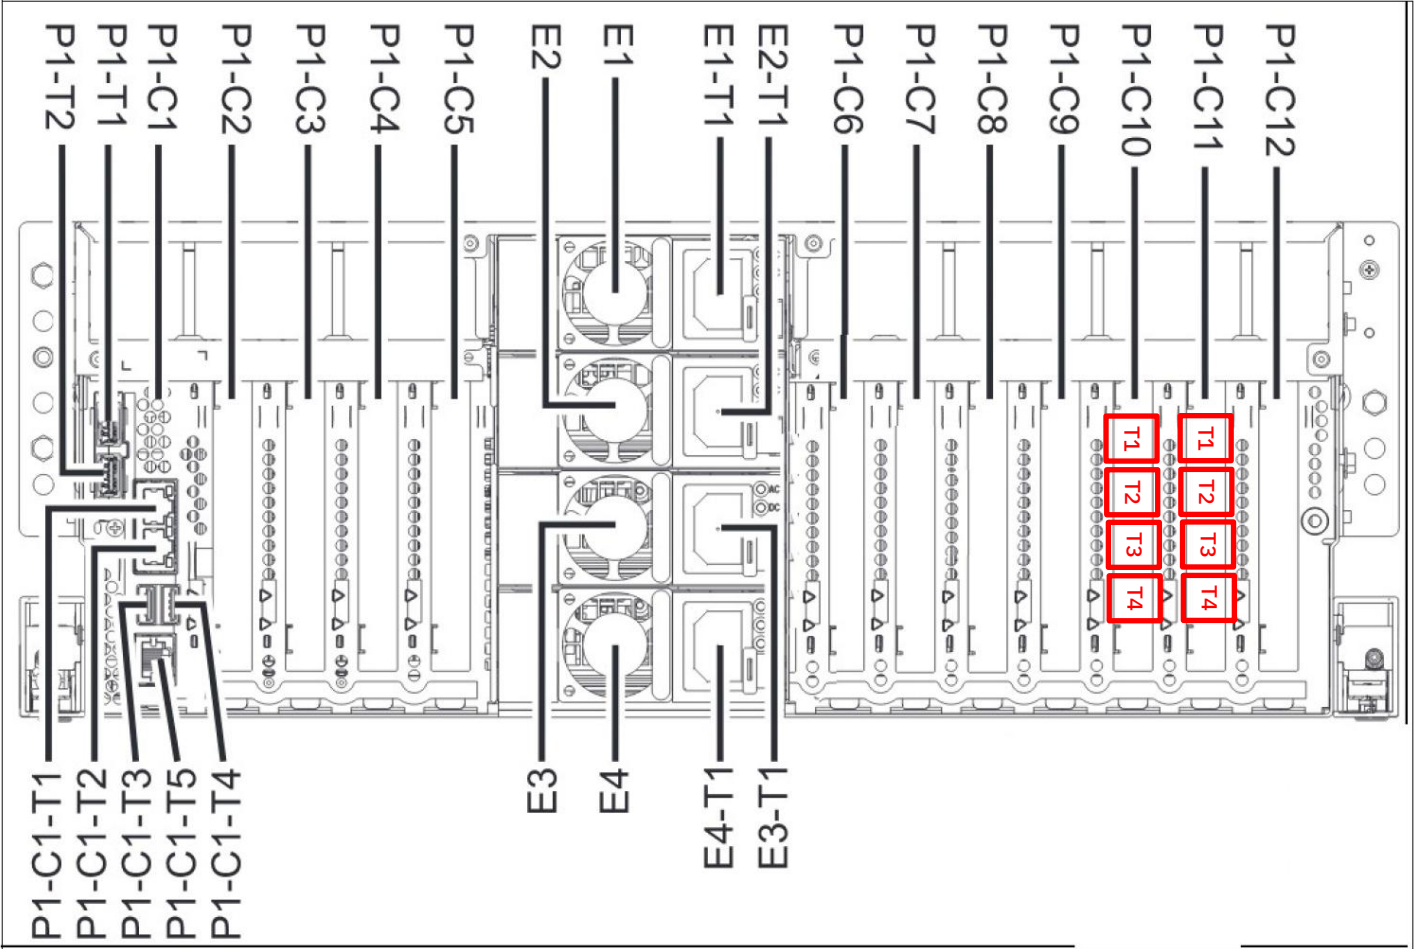 P1-T2
P1-T1
P1-C1
P1-C2
P1-C3
P1-C4
P1-C5
E2
E1
E1-T1
E2-T1
P1-C6
P1-C7
P1-C8
P1-C9
P1-C10
P1-C11
P1-C12
T1
T1
T2
T2
AC
DC
T3
T3
T4
T4
P1-C1-T1
P1-C1-T2
P1-C1-T3
P1-C1-T5
P1-C1-T4
E3
E4
E4-T1
E3-T1